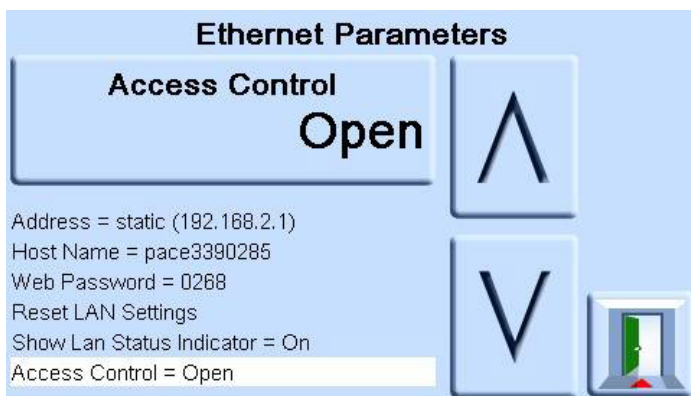 Ethernet Parameters
Access Control
Open
Address = static (192.168.2.1)
Host Name = pace3390285
Web Password = 0268
Reset LAN Settings
Show Lan Status Indicator = On
Access Control = Open